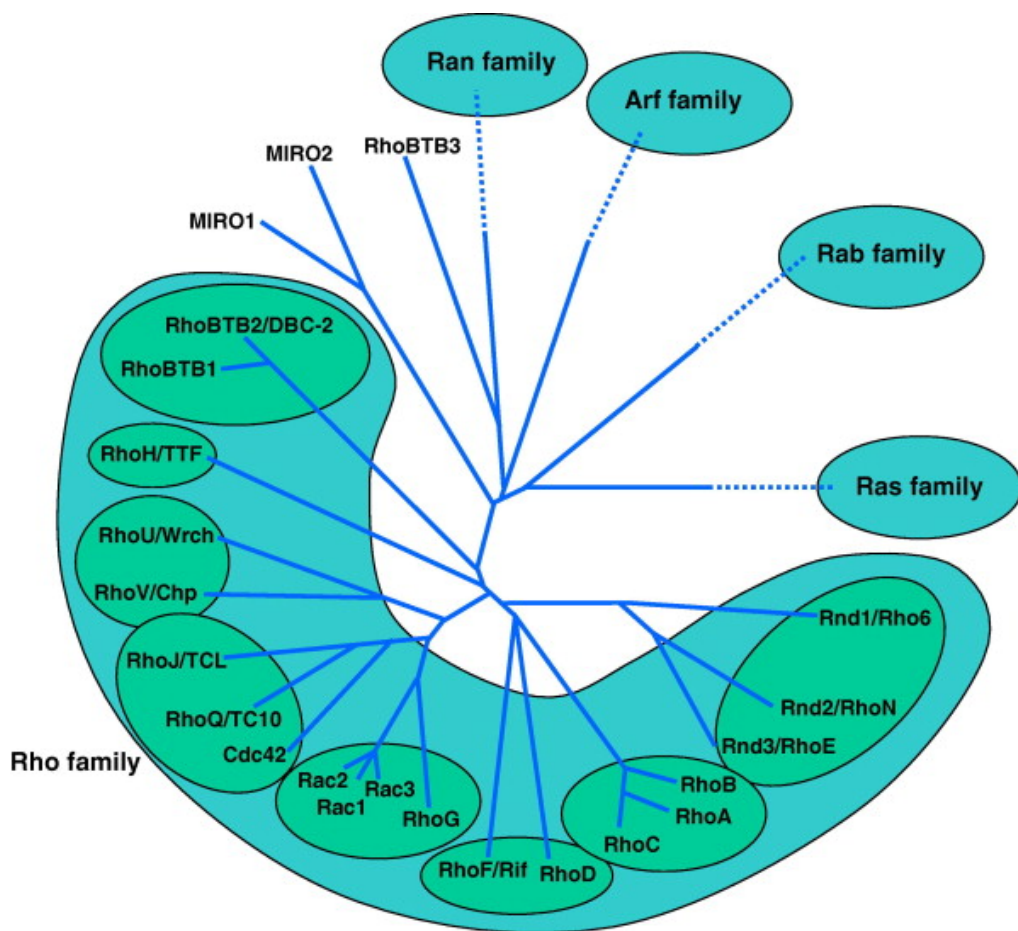 Ran family
Arf family
RhoBTB3
MIRO2
MIRO1
Rab family
RhoBTB2/DBC-2
RhoBTB1
RhoH/TTF
Ras family
RhoU/Wrch
RhoV/Chp
Rnd1/Rho6
RhoJ/TCL
RhoQ/TC10
Rnd2/RhoN
Cdc42
Rnd3/RhoE
Rho family
Rac2
Rac3
Rac1
RhoG
RhoB
RhoA
RhoC
RhoF/Rif
RhoD